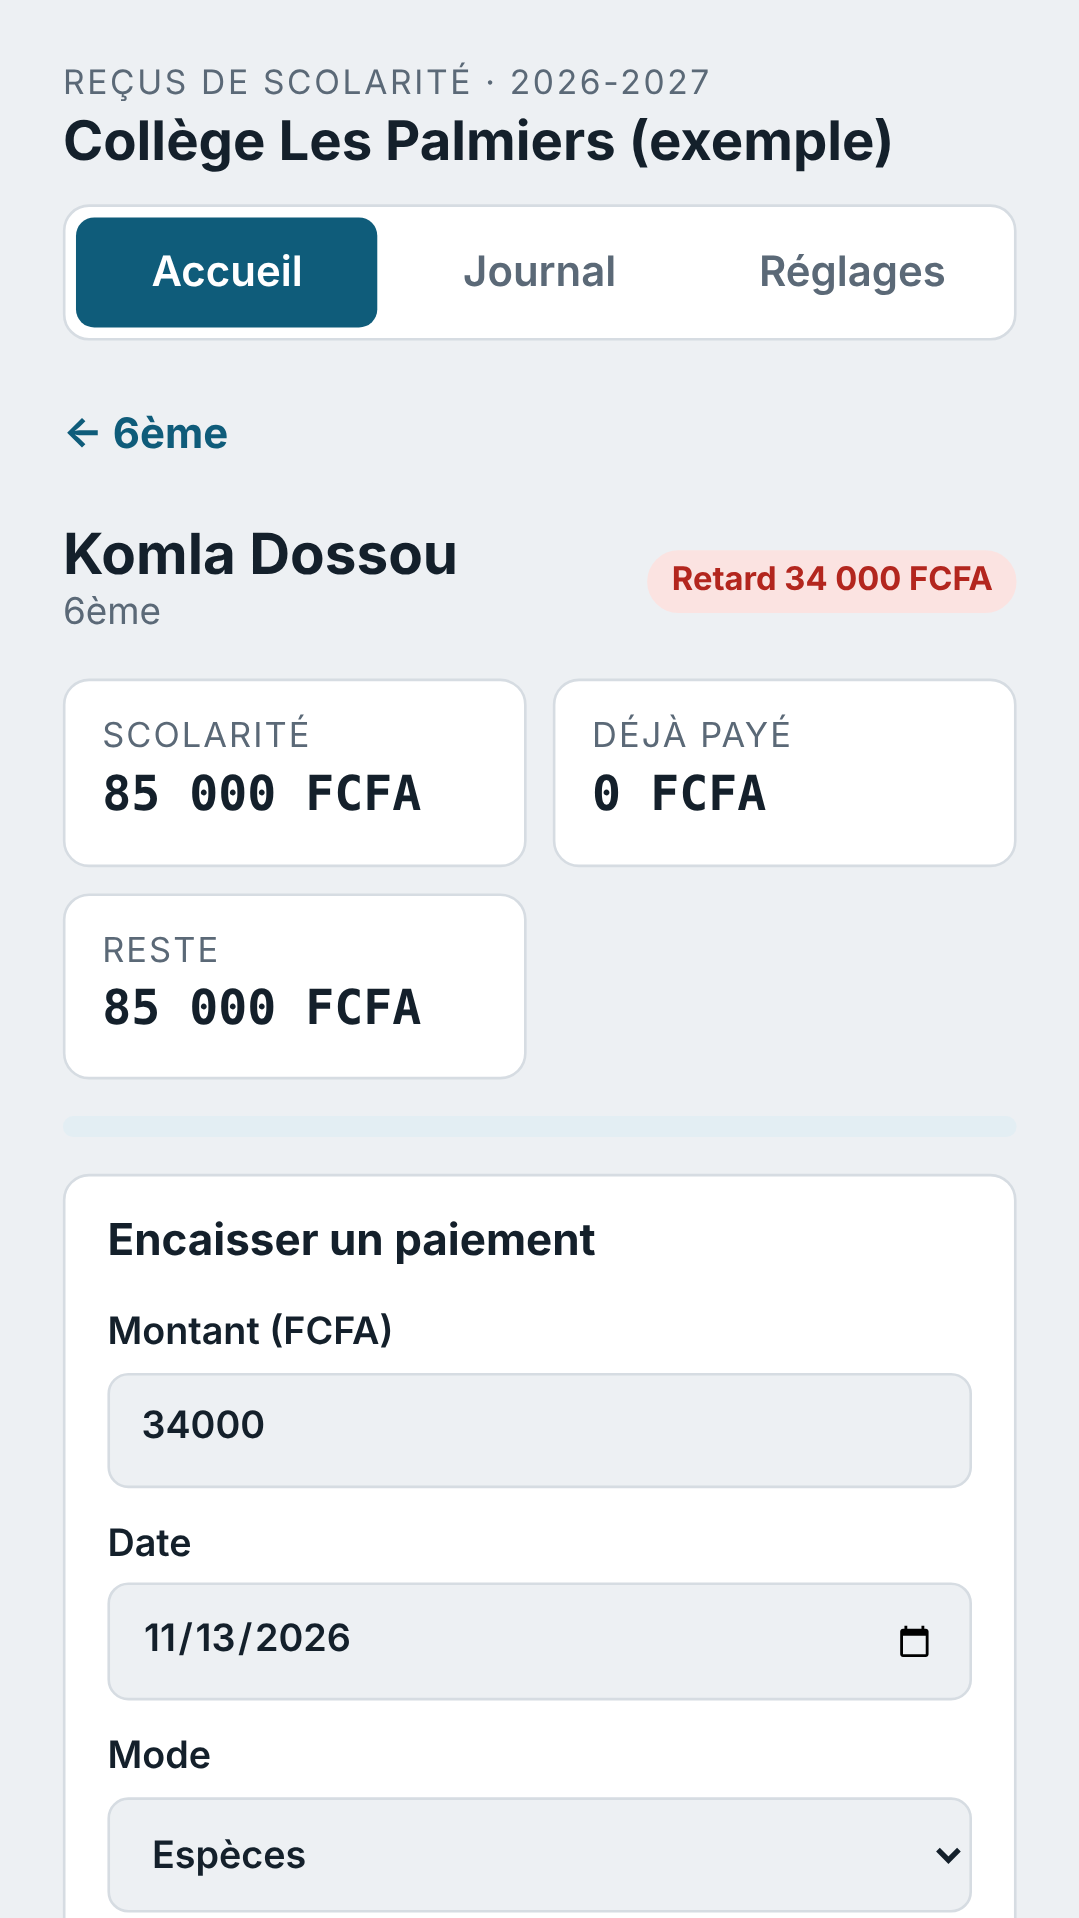 REÇUS DE SCOLARITÉ · 2026-2027
Collège Les Palmiers (exemple)
Accueil Journal Réglages
← 6ème
Komla Dossou
Retard 34 000 FCFA
6ème
SCOLARITÉ
85 000 FCFA
DÉJÀ PAYÉ
0 FCFA
RESTE
85 000 FCFA
Encaisser un paiement
Montant (FCFA)
34000
Date
11/13/2026
Mode
Espèces